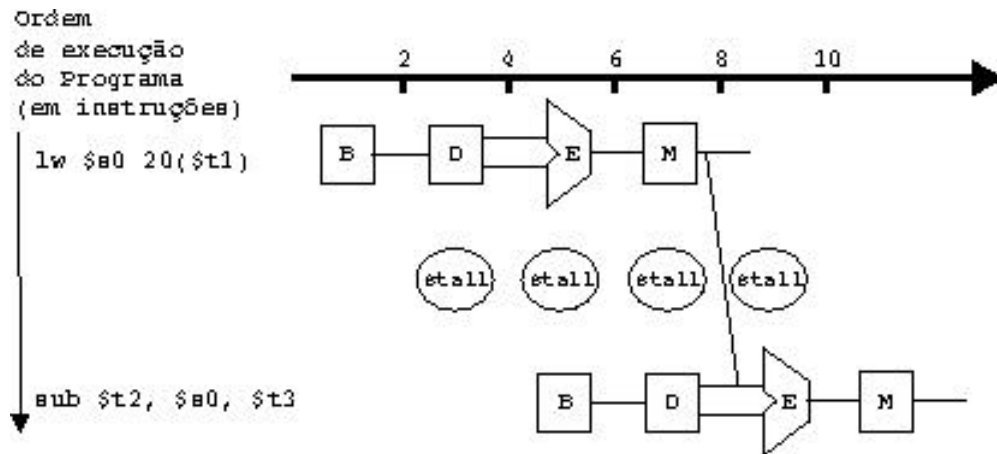 Ordem
de execução
do Programa
(em instruções)
2 4 6 8 10
lw $s0 20($t1)
B D E M
stall stall stall stall
sub $t2, $s0, $t3
B D E M